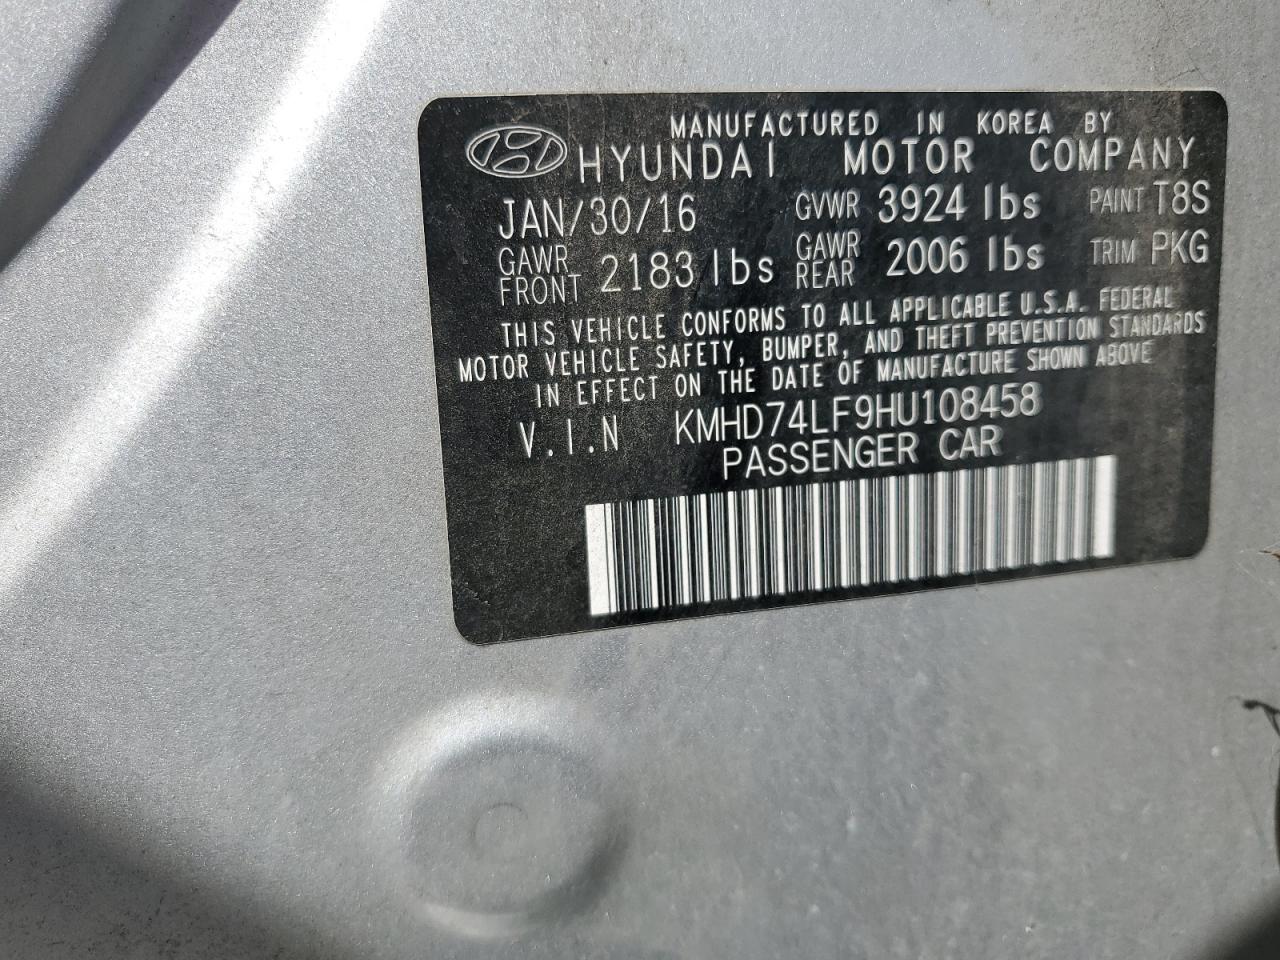 MANUFACTURED IN KOREA BY
HYUNDAI MOTOR COMPANY
JAN/30/16 GVWR 3924 lbs PAINT T8S
GAWR FRONT 2183 lbs GAWR REAR 2006 lbs TRIM PKG
THIS VEHICLE CONFORMS TO ALL APPLICABLE U.S.A. FEDERAL
MOTOR VEHICLE SAFETY, BUMPER, AND THEFT PREVENTION STANDARDS
IN EFFECT ON THE DATE OF MANUFACTURE SHOWN ABOVE
V.I.N KMHD74LF9HU108458
PASSENGER CAR